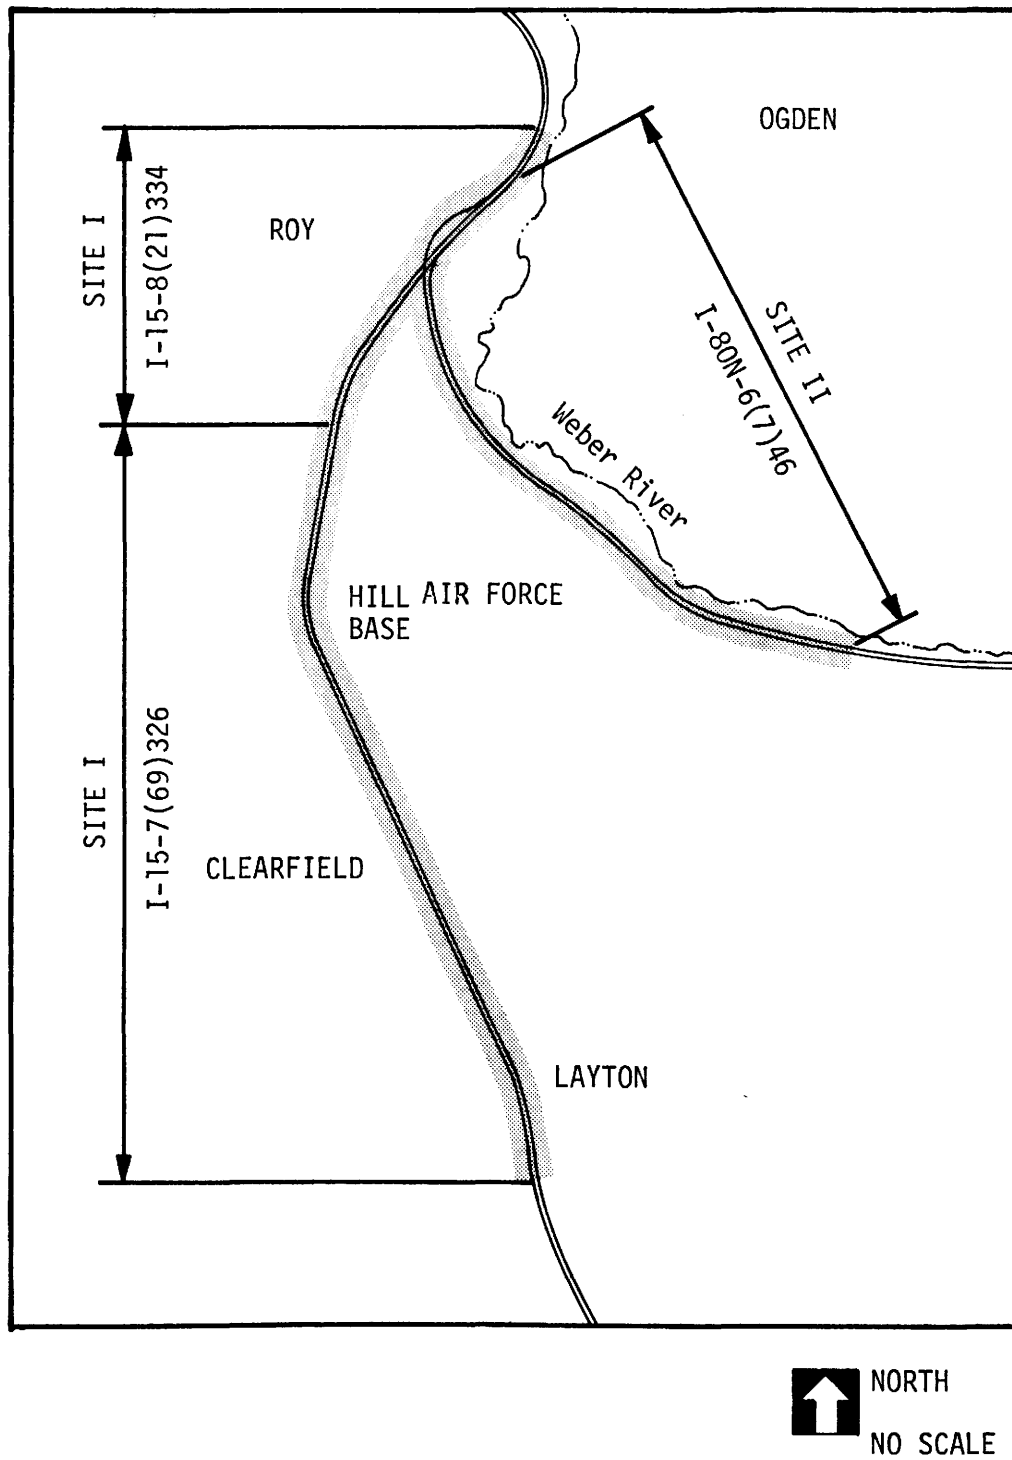 OGDEN
SITE I
I-15-8(21)334
ROY
SITE II
I-80N-6(7)46
Weber River
HILL AIR FORCE
BASE
SITE I
I-15-7(69)326
CLEARFIELD
LAYTON
NORTH
NO SCALE